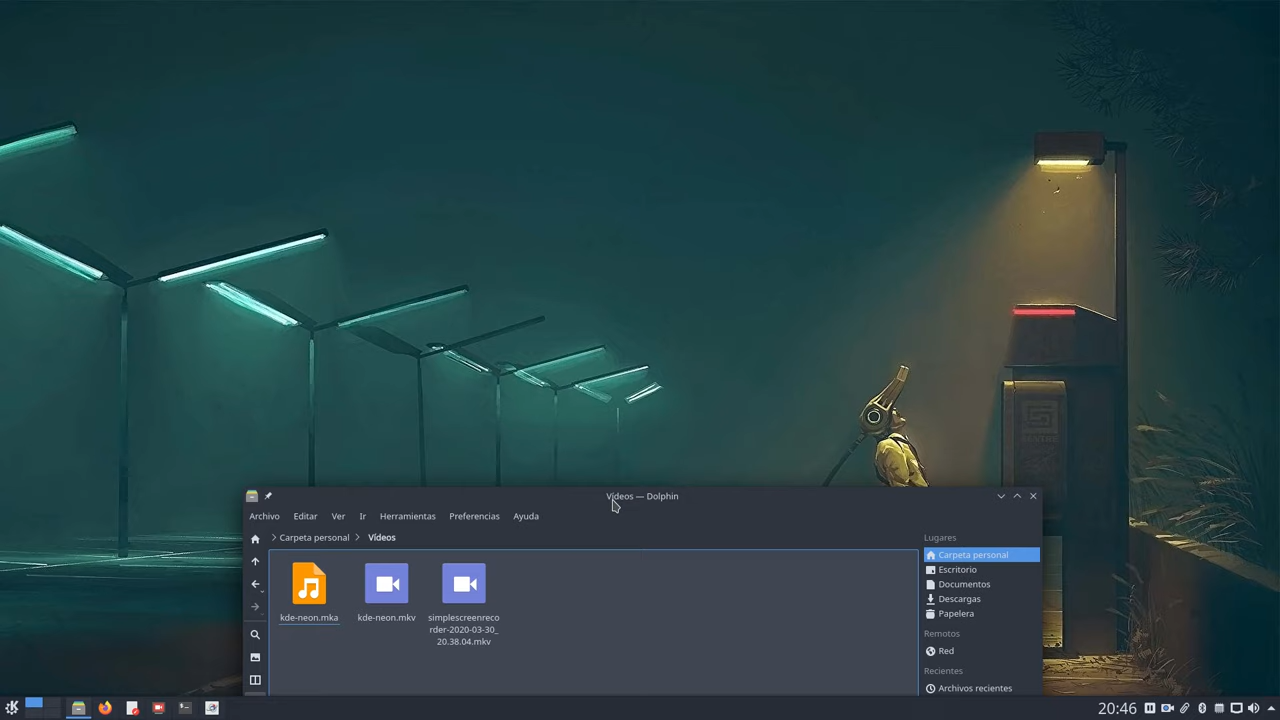 Vídeos — Dolphin
Archivo Editar Ver Ir Herramientas Preferencias Ayuda
Carpeta personal Vídeos
kde-neon.mka
kde-neon.mkv
simplescreenreco
rder-2020-03-30_
20.38.04.mkv
Lugares
Carpeta personal
Escritorio
Documentos
Descargas
Papelera
Remotos
Red
Recientes
Archivos recientes
20:46